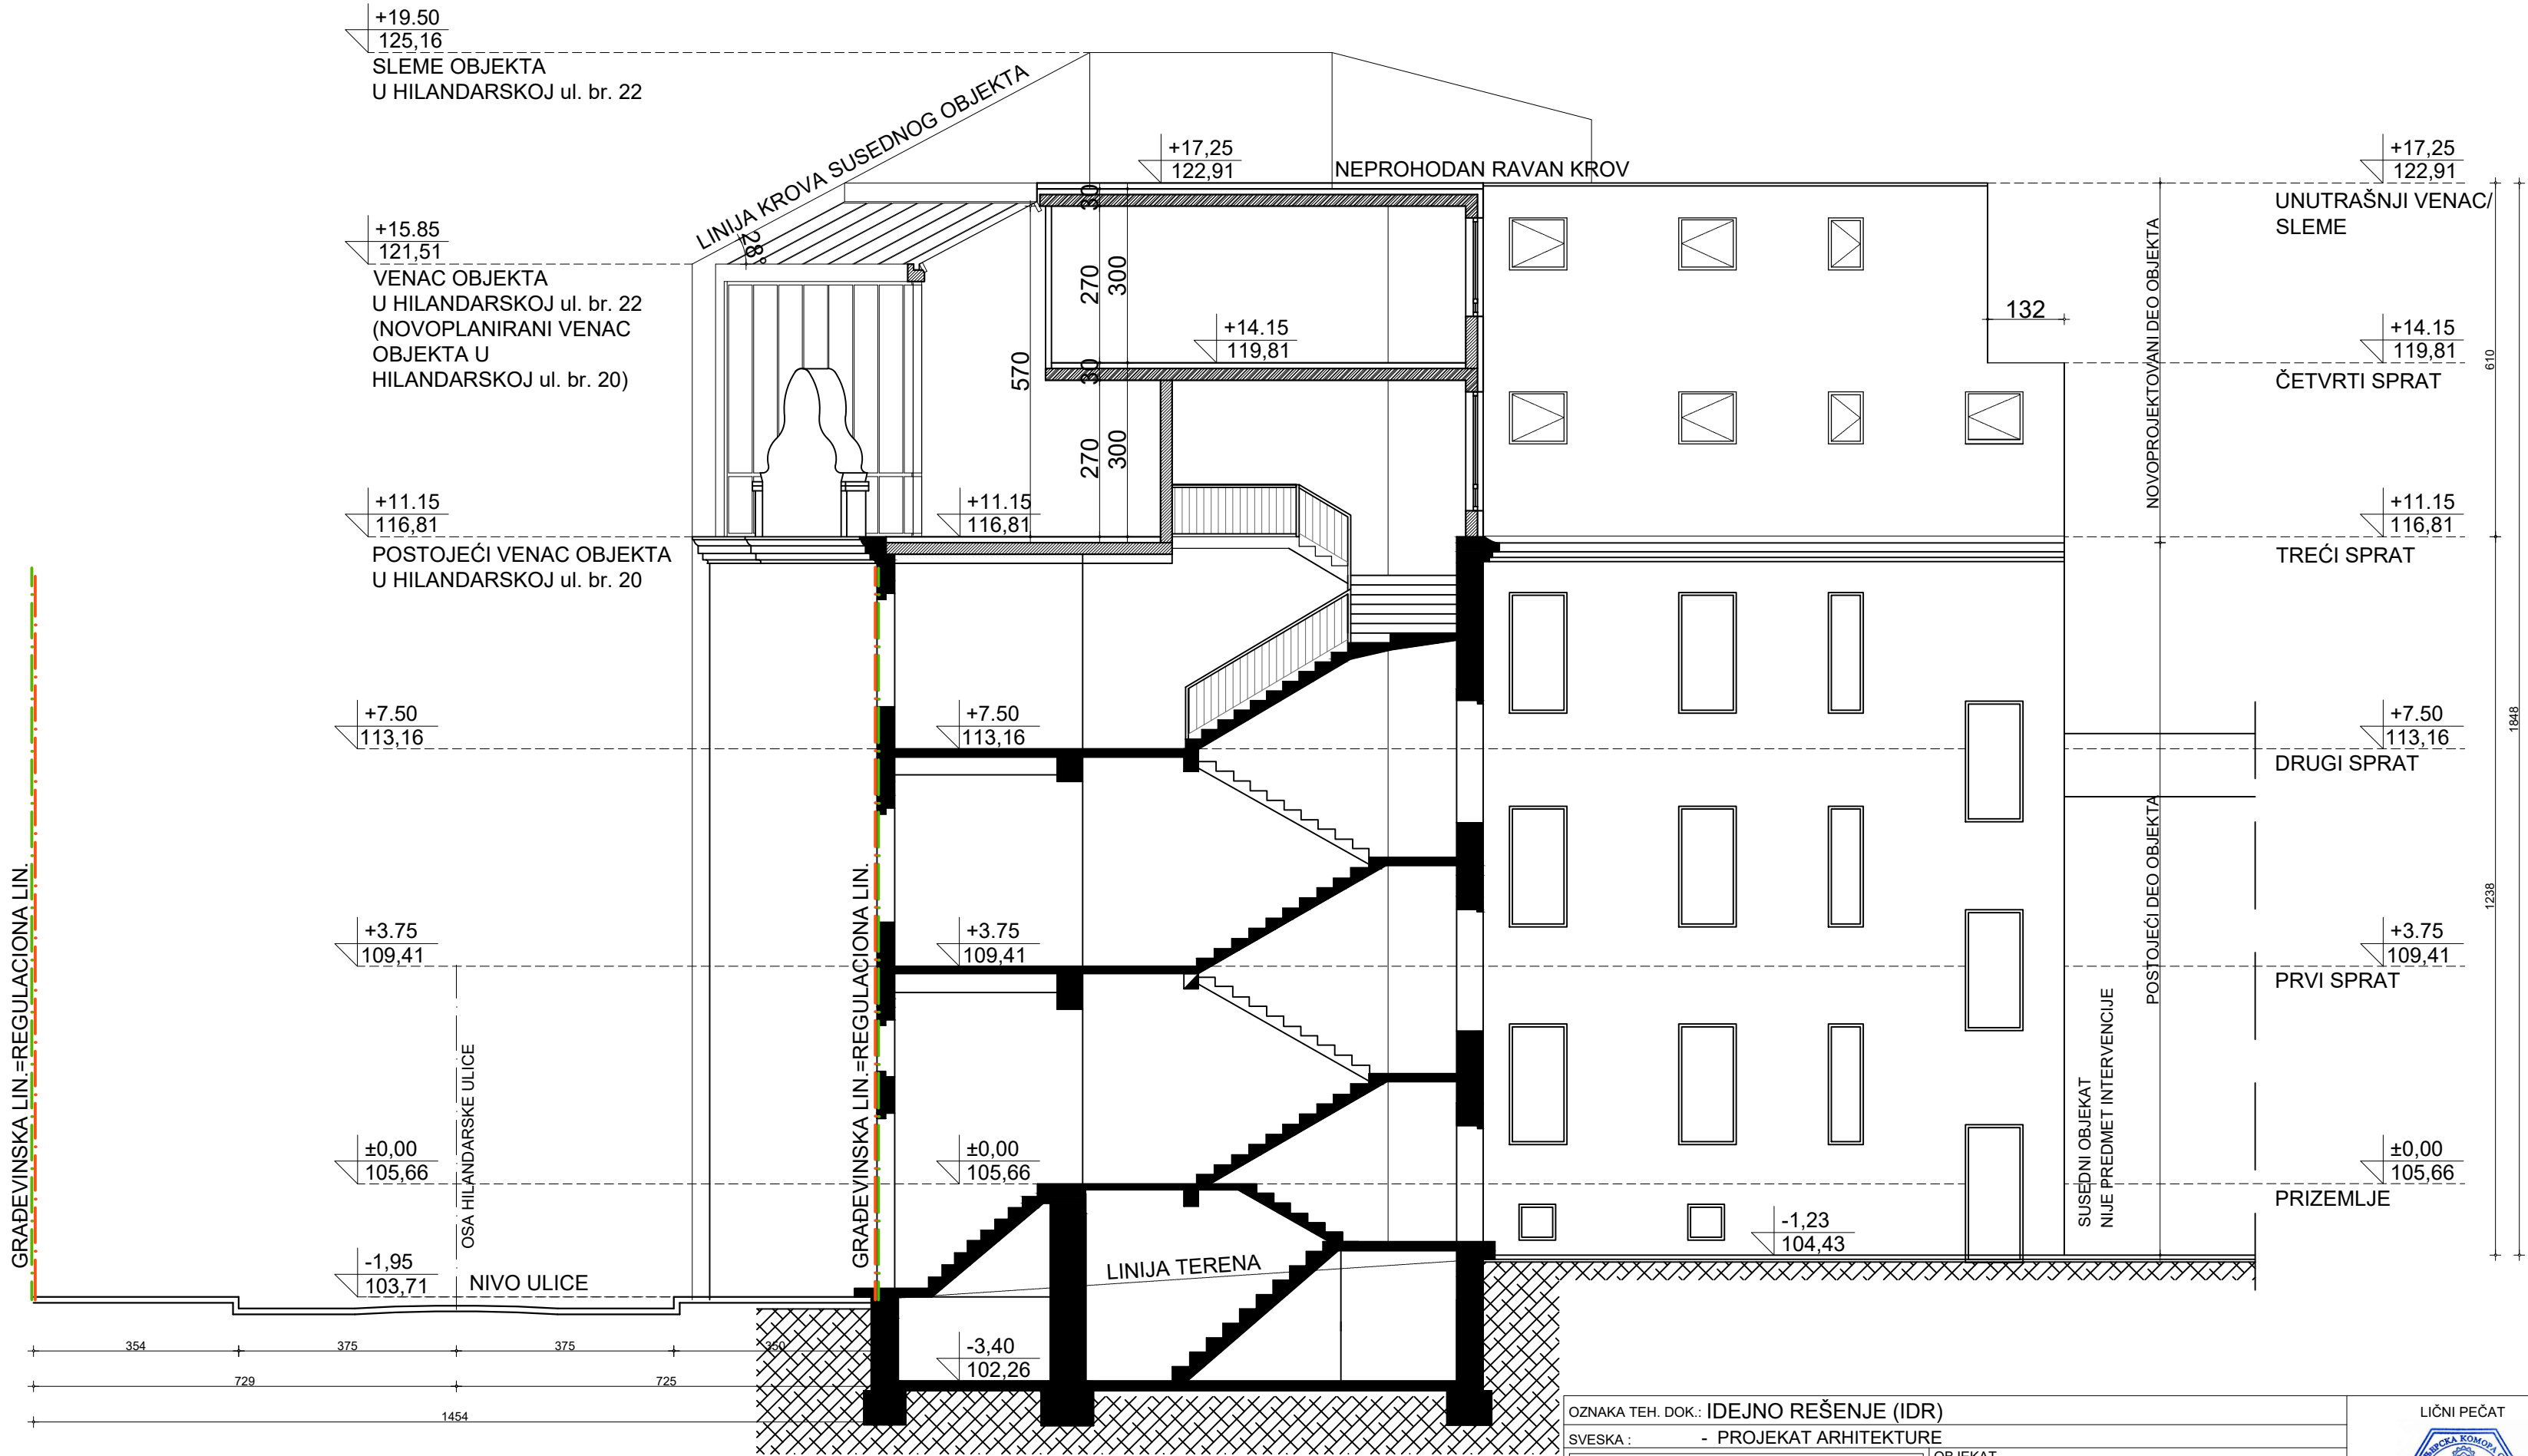 +19.50
125,16
SLEME OBJEKTA
U HILANDARSKOJ ul. br. 22
LINIJA KROVA SUSEDNOG OBJEKTA
+17,25
122,91
NEPROHODAN RAVAN KROV
+17,25
122,91
UNUTRAŠNJI VENAC/
SLEME
+15.85
121,51
VENAC OBJEKTA
U HILANDARSKOJ ul. br. 22
(NOVOPLANIRANI VENAC
OBJEKTA U
HILANDARSKOJ ul. br. 20)
28°
30
270
300
570
30
270
300
+14.15
119,81
132
NOVOPROJEKTOVANI DEO OBJEKTA
+14.15
119,81
ČETVRTI SPRAT
610
+11.15
116,81
POSTOJEĆI VENAC OBJEKTA
U HILANDARSKOJ ul. br. 20
+11.15
116,81
+11.15
116,81
TREĆI SPRAT
+7.50
113,16
+7.50
113,16
+7.50
113,16
DRUGI SPRAT
1848
1238
POSTOJEĆI DEO OBJEKTA
GRAĐEVINSKA LIN.=REGULACIONA LIN.
GRAĐEVINSKA LIN.=REGULACIONA LIN.
+3.75
109,41
+3.75
109,41
+3.75
109,41
PRVI SPRAT
OSA HILANDARSKE ULICE
SUSEDNI OBJEKAT
NIJE PREDMET INTERVENCIJE
±0,00
105,66
±0,00
105,66
±0,00
105,66
PRIZEMLJE
-1,23
104,43
-1,95
103,71
NIVO ULICE
LINIJA TERENA
-3,40
102,26
354
375
375
350
729
725
1454
OZNAKA TEH. DOK.: IDEJNO REŠENJE (IDR)
SVESKA : - PROJEKAT ARHITEKTURE
OBJEKAT
LIČNI PEČAT